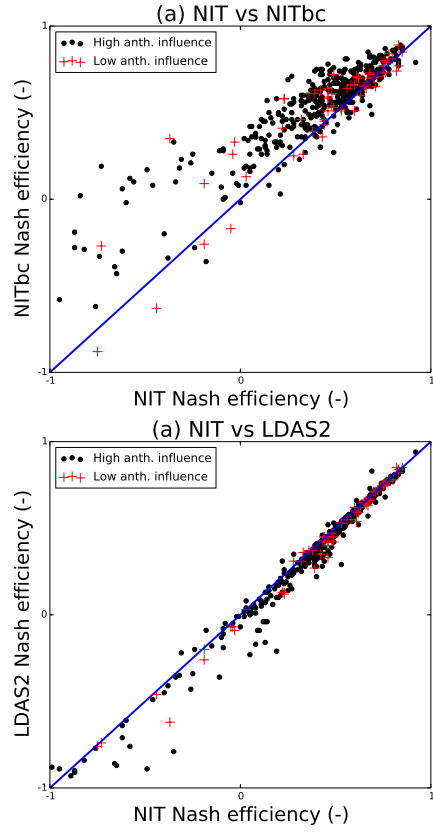 (a) NIT vs NITbc
1
High anth. influence
Low anth. influence
NITbc Nash efficiency (-)
0
-1
-1 0 1
NIT Nash efficiency (-)
(a) NIT vs LDAS2
1
High anth. influence
Low anth. influence
LDAS2 Nash efficiency (-)
0
-1
-1 0 1
NIT Nash efficiency (-)